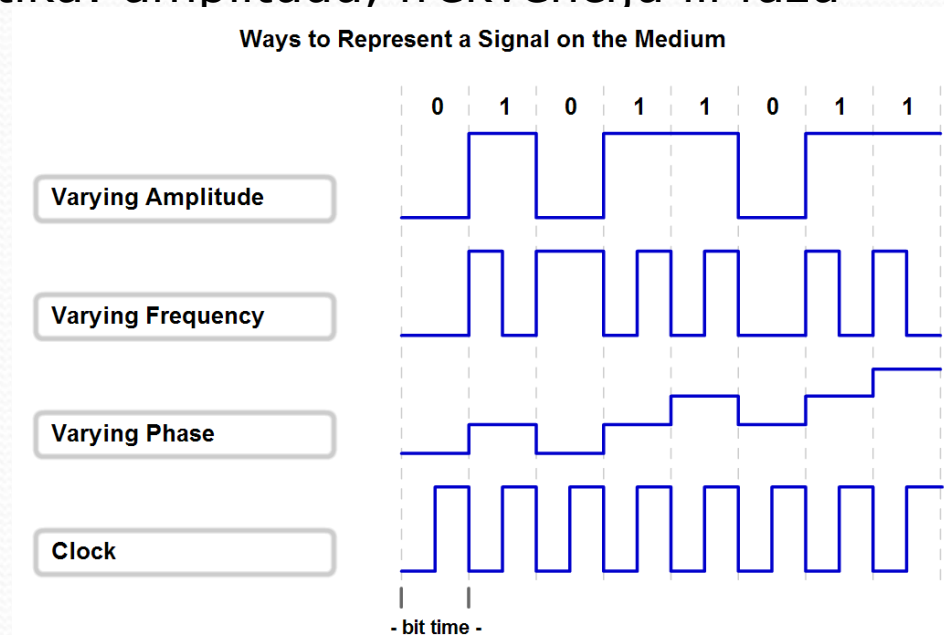 Ways to Represent a Signal on the Medium
0 1 0 1 1 0 1 1
Varying Amplitude
Varying Frequency
Varying Phase
Clock
- bit time -